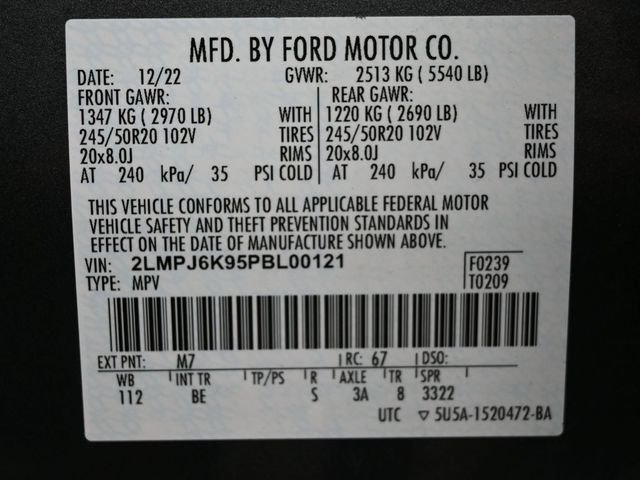 MFD. BY FORD MOTOR CO.
DATE: 12/22 GVWR: 2513 KG ( 5540 LB)
FRONT GAWR: REAR GAWR:
1347 KG ( 2970 LB) WITH 1220 KG ( 2690 LB) WITH
245/50R20 102V TIRES 245/50R20 102V TIRES
20x8.0J RIMS 20x8.0J RIMS
AT 240 kPa/ 35 PSI COLD AT 240 kPa/ 35 PSI COLD
THIS VEHICLE CONFORMS TO ALL APPLICABLE FEDERAL MOTOR
VEHICLE SAFETY AND THEFT PREVENTION STANDARDS IN
EFFECT ON THE DATE OF MANUFACTURE SHOWN ABOVE.
VIN: 2LMPJ6K95PBL00121 F0239
TYPE: MPV T0209
EXT PNT: M7 RC: 67 DSO:
WB INT TR TP/PS R AXLE TR SPR
112 BE S 3A 8 3322
UTC ▽ 5U5A-1520472-BA